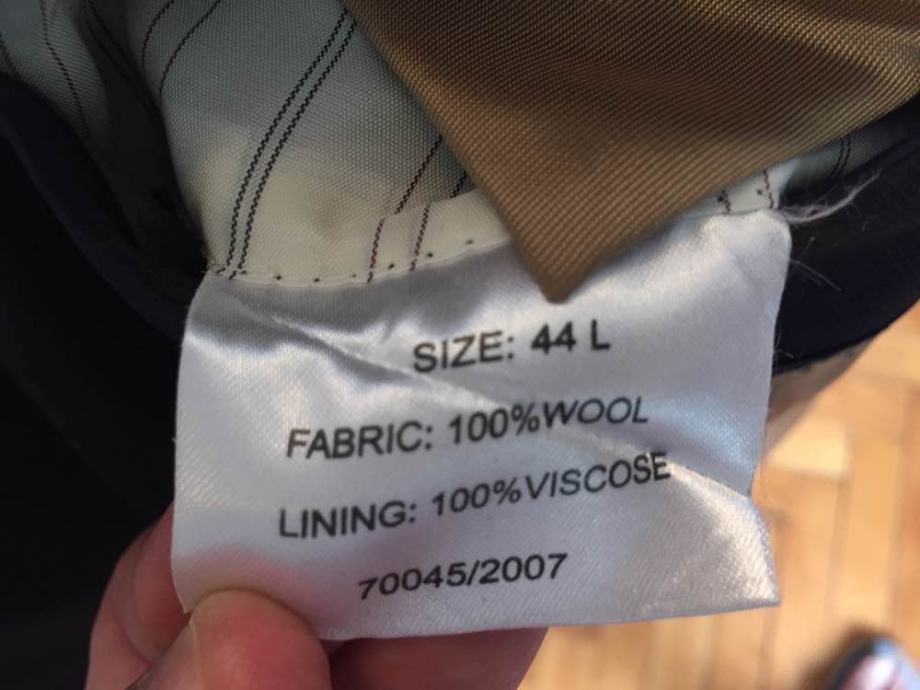 SIZE: 44 L
FABRIC: 100%WOOL
LINING: 100%VISCOSE
70045/2007